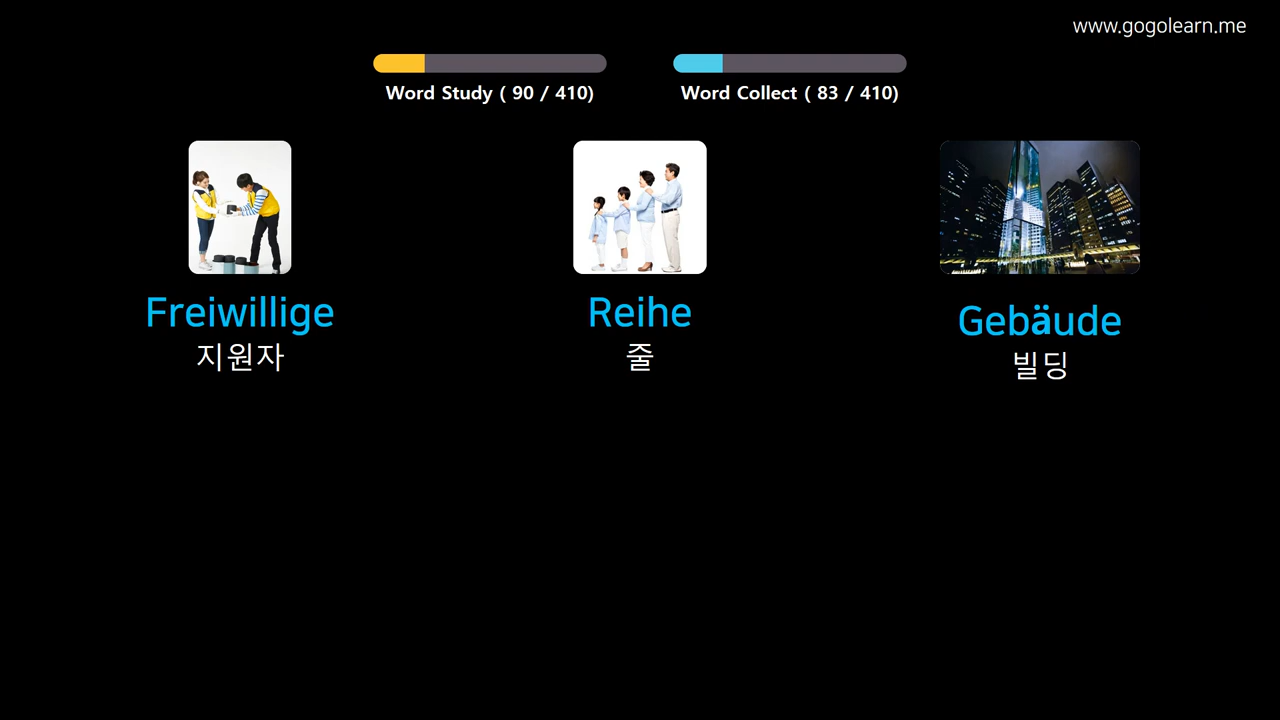 www.gogolearn.me
Word Study ( 90 / 410)
Word Collect ( 83 / 410)
Freiwillige
지원자
Reihe
줄
Gebäude
빌딩